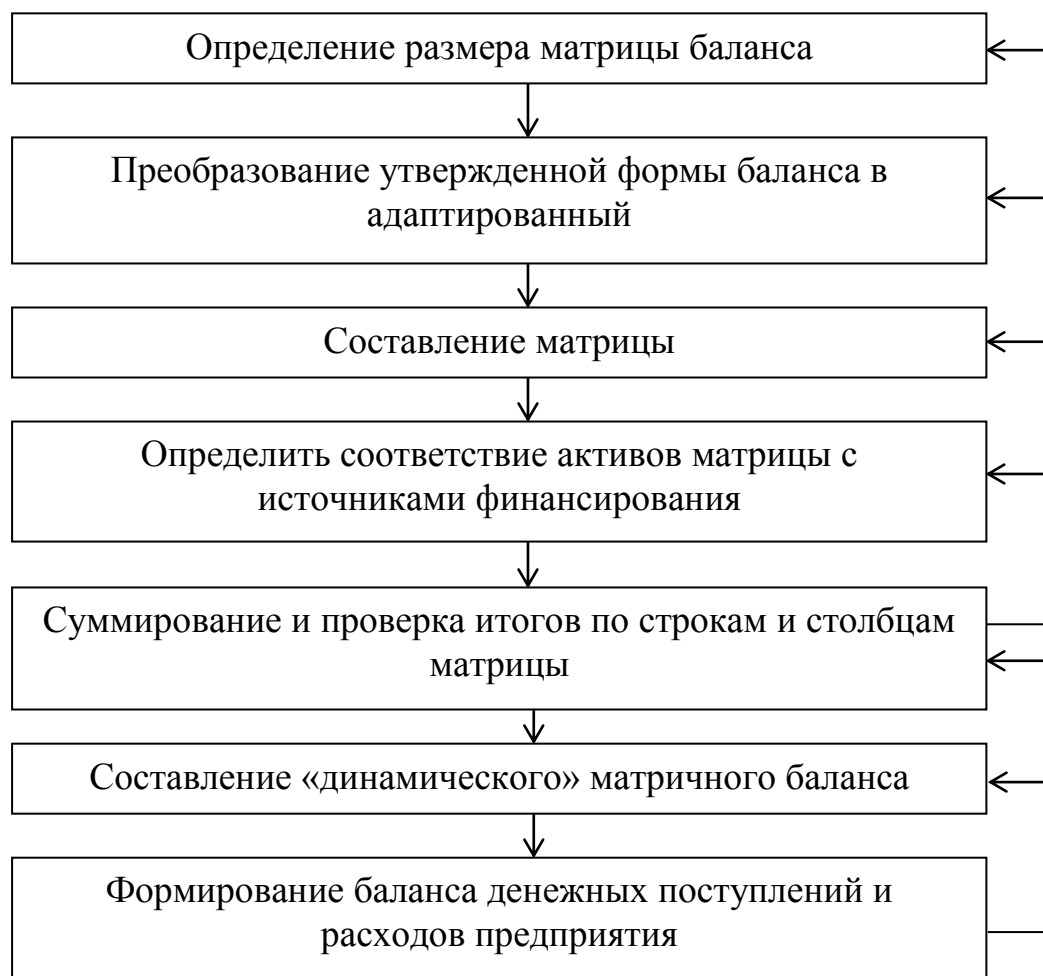 Определение размера матрицы баланса
Преобразование утвержденной формы баланса в
адаптированный
Составление матрицы
Определить соответствие активов матрицы с
источниками финансирования
Суммирование и проверка итогов по строкам и столбцам
матрицы
Составление «динамического» матричного баланса
Формирование баланса денежных поступлений и
расходов предприятия